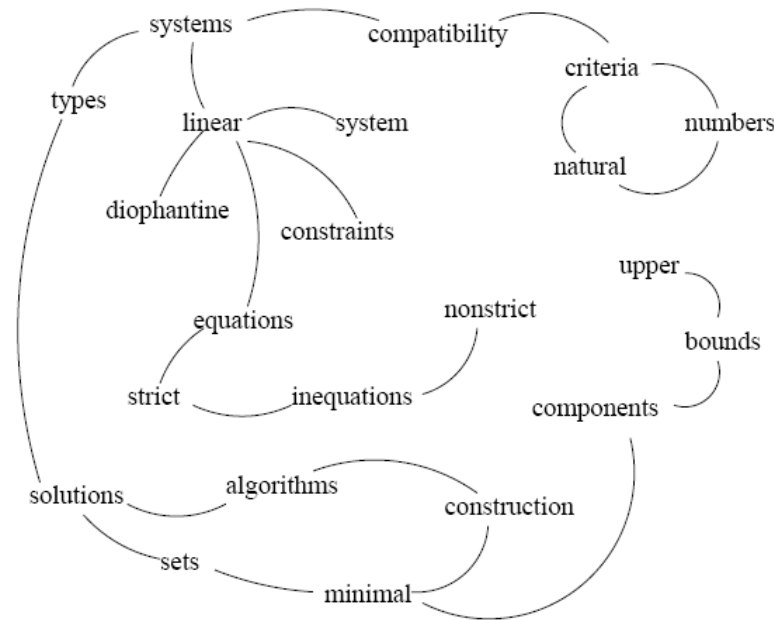 systems
compatibility
criteria
types
linear
system
numbers
natural
diophantine
constraints
upper
equations
nonstrict
bounds
strict
inequations
components
solutions
algorithms
construction
sets
minimal